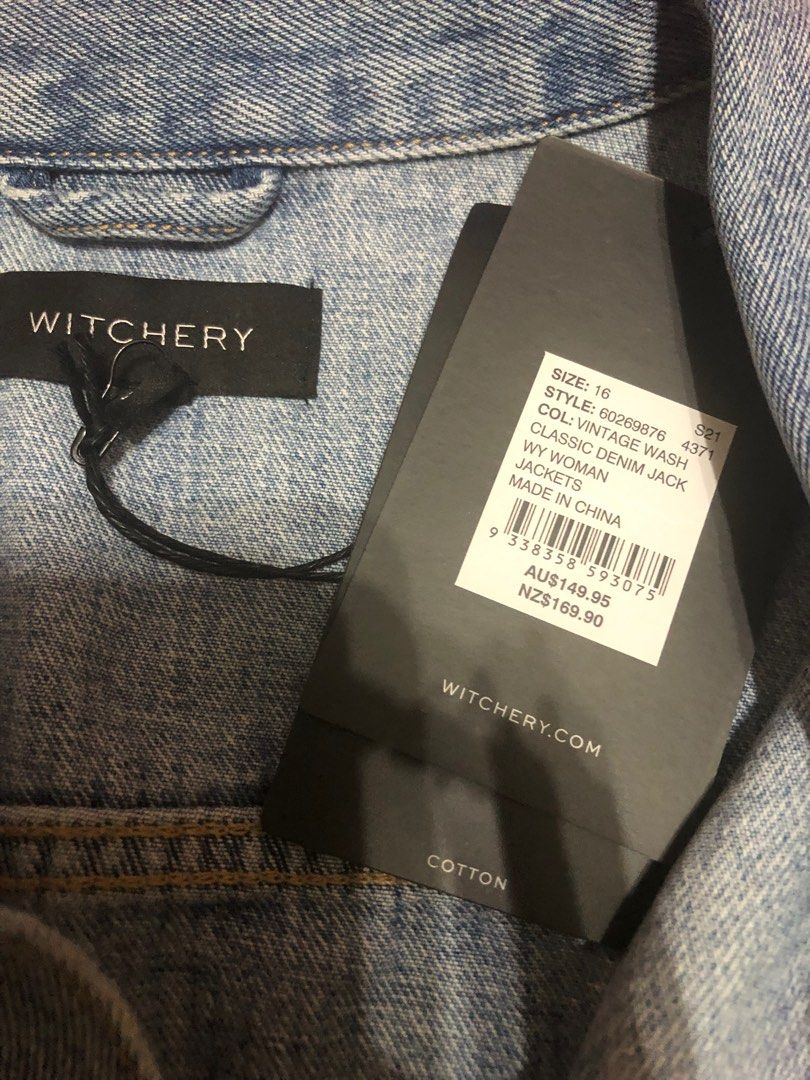 WITCHERY
SIZE: 16
STYLE: 60269876 S21
COL: VINTAGE WASH 4371
CLASSIC DENIM JACK
WY WOMAN
JACKETS
MADE IN CHINA
9 338358 593075
AU$149.95
NZ$169.90
WITCHERY.COM
COTTON